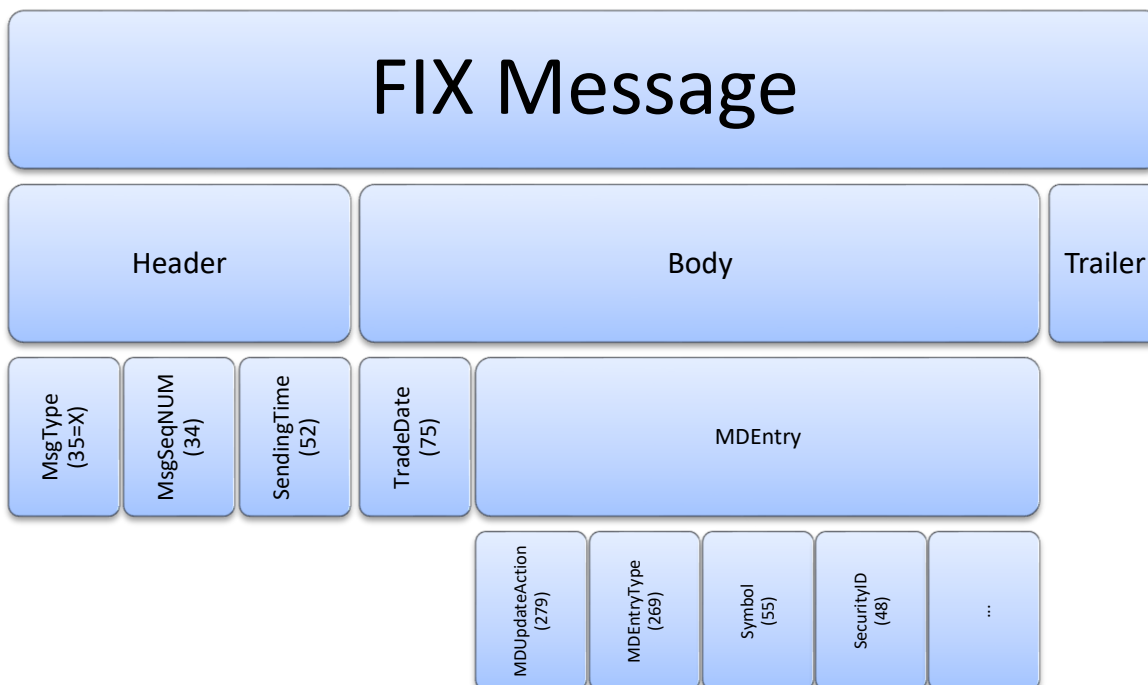 FIX Message
Header
Body
Trailer
MsgType
(35=X)
MsgSeqNUM
(34)
SendingTime
(52)
TradeDate
(75)
MDEntry
MDUpdateAction
(279)
MDEntryType
(269)
Symbol
(55)
SecurityID
(48)
...